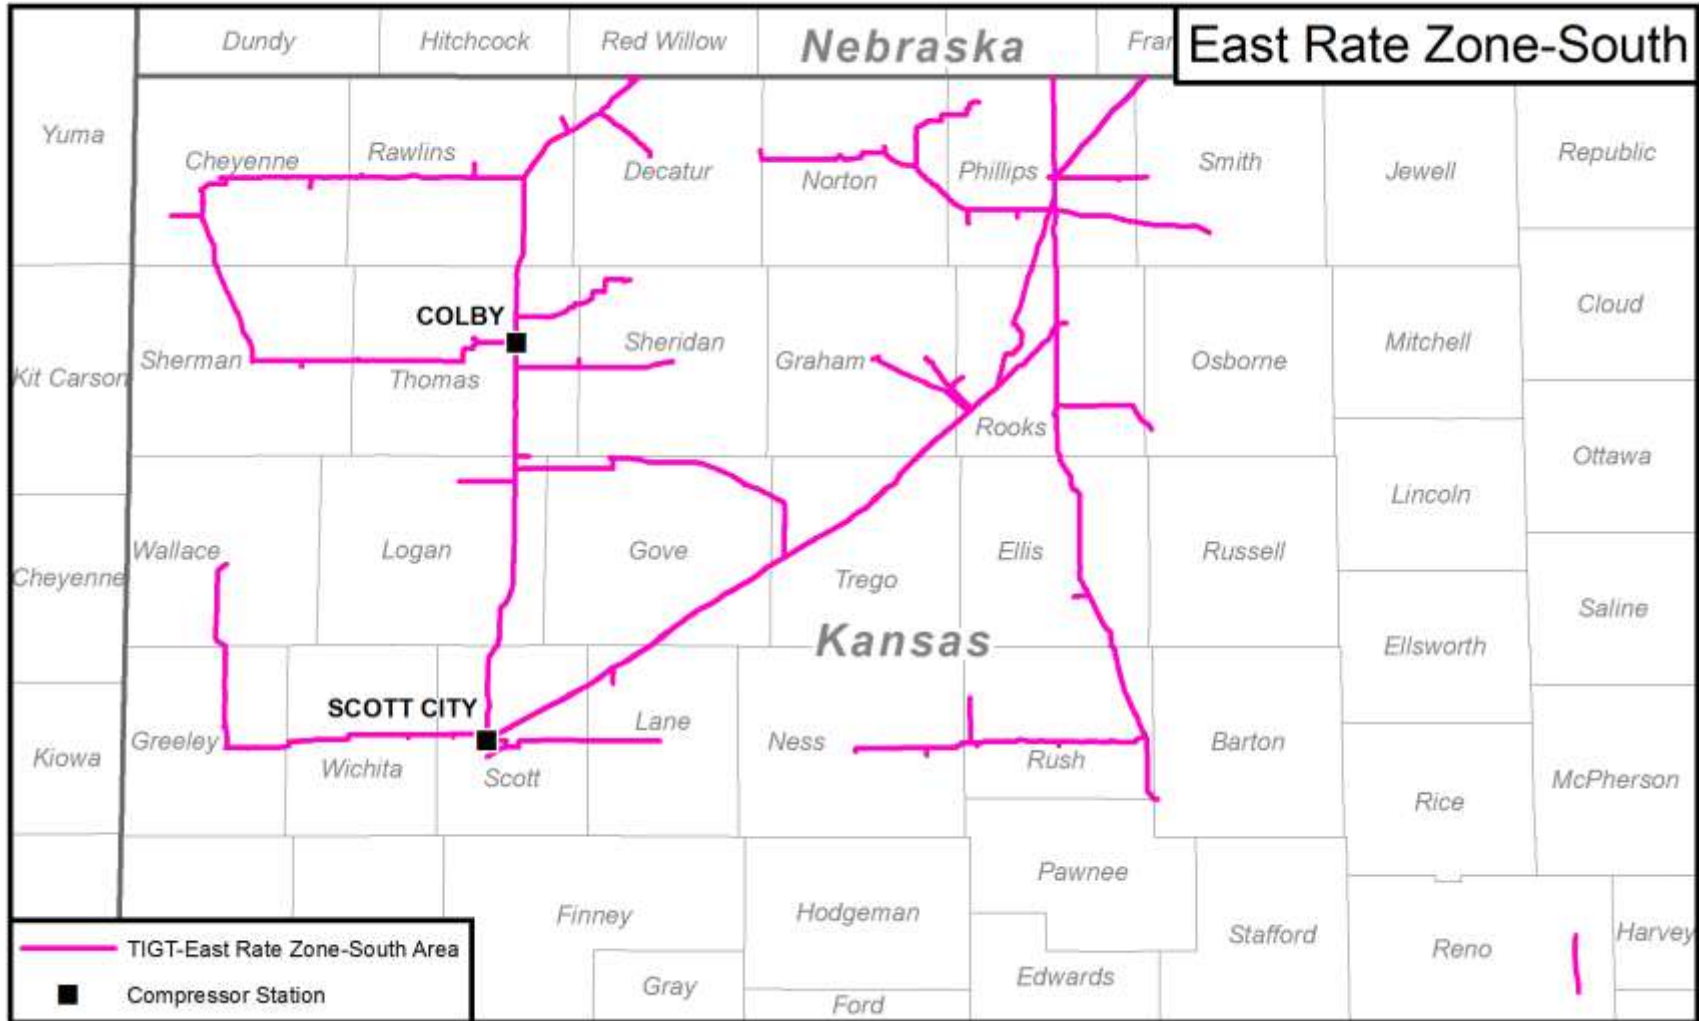 Dundy
Hitchcock
Red Willow
Nebraska
Fran
East Rate Zone-South
Yuma
Cheyenne
Rawlins
Decatur
Norton
Phillips
Smith
Jewell
Republic
COLBY
Sherman
Kit Carson
Thomas
Sheridan
Graham
Rooks
Osborne
Mitchell
Cloud
Wallace
Cheyenne
Logan
Gove
Trego
Ellis
Russell
Lincoln
Ottawa
Kansas
Ellsworth
Saline
SCOTT CITY
Greeley
Kiowa
Wichita
Scott
Lane
Ness
Rush
Barton
Rice
McPherson
Pawnee
Finney
Hodgeman
Stafford
Reno
Harvey
Gray
Edwards
Ford
TIGT-East Rate Zone-South Area
Compressor Station